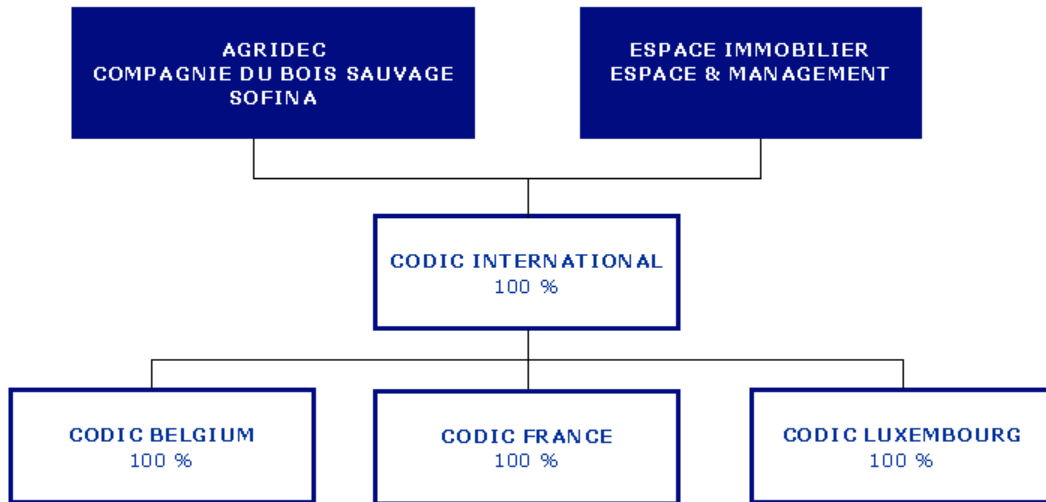 AGRIDEC
COMPAGNIE DU BOIS SAUVAGE
SOFINA
ESPACE IMMOBILIER
ESPACE & MANAGEMENT
CODIC INTERNATIONAL
100 %
CODIC BELGIUM
100 %
CODIC FRANCE
100 %
CODIC LUXEMBOURG
100 %